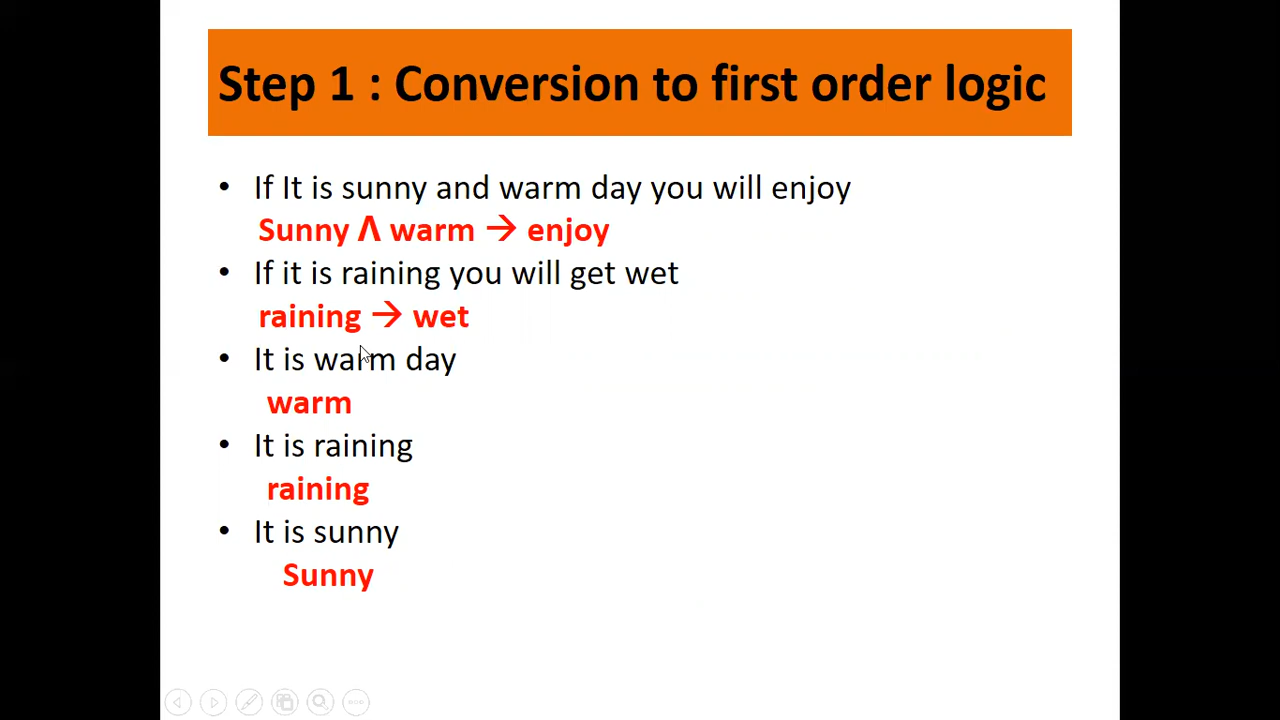 Step 1 : Conversion to first order logic
• If It is sunny and warm day you will enjoy
Sunny Λ warm → enjoy
• If it is raining you will get wet
raining → wet
• It is warm day
warm
• It is raining
raining
• It is sunny
Sunny